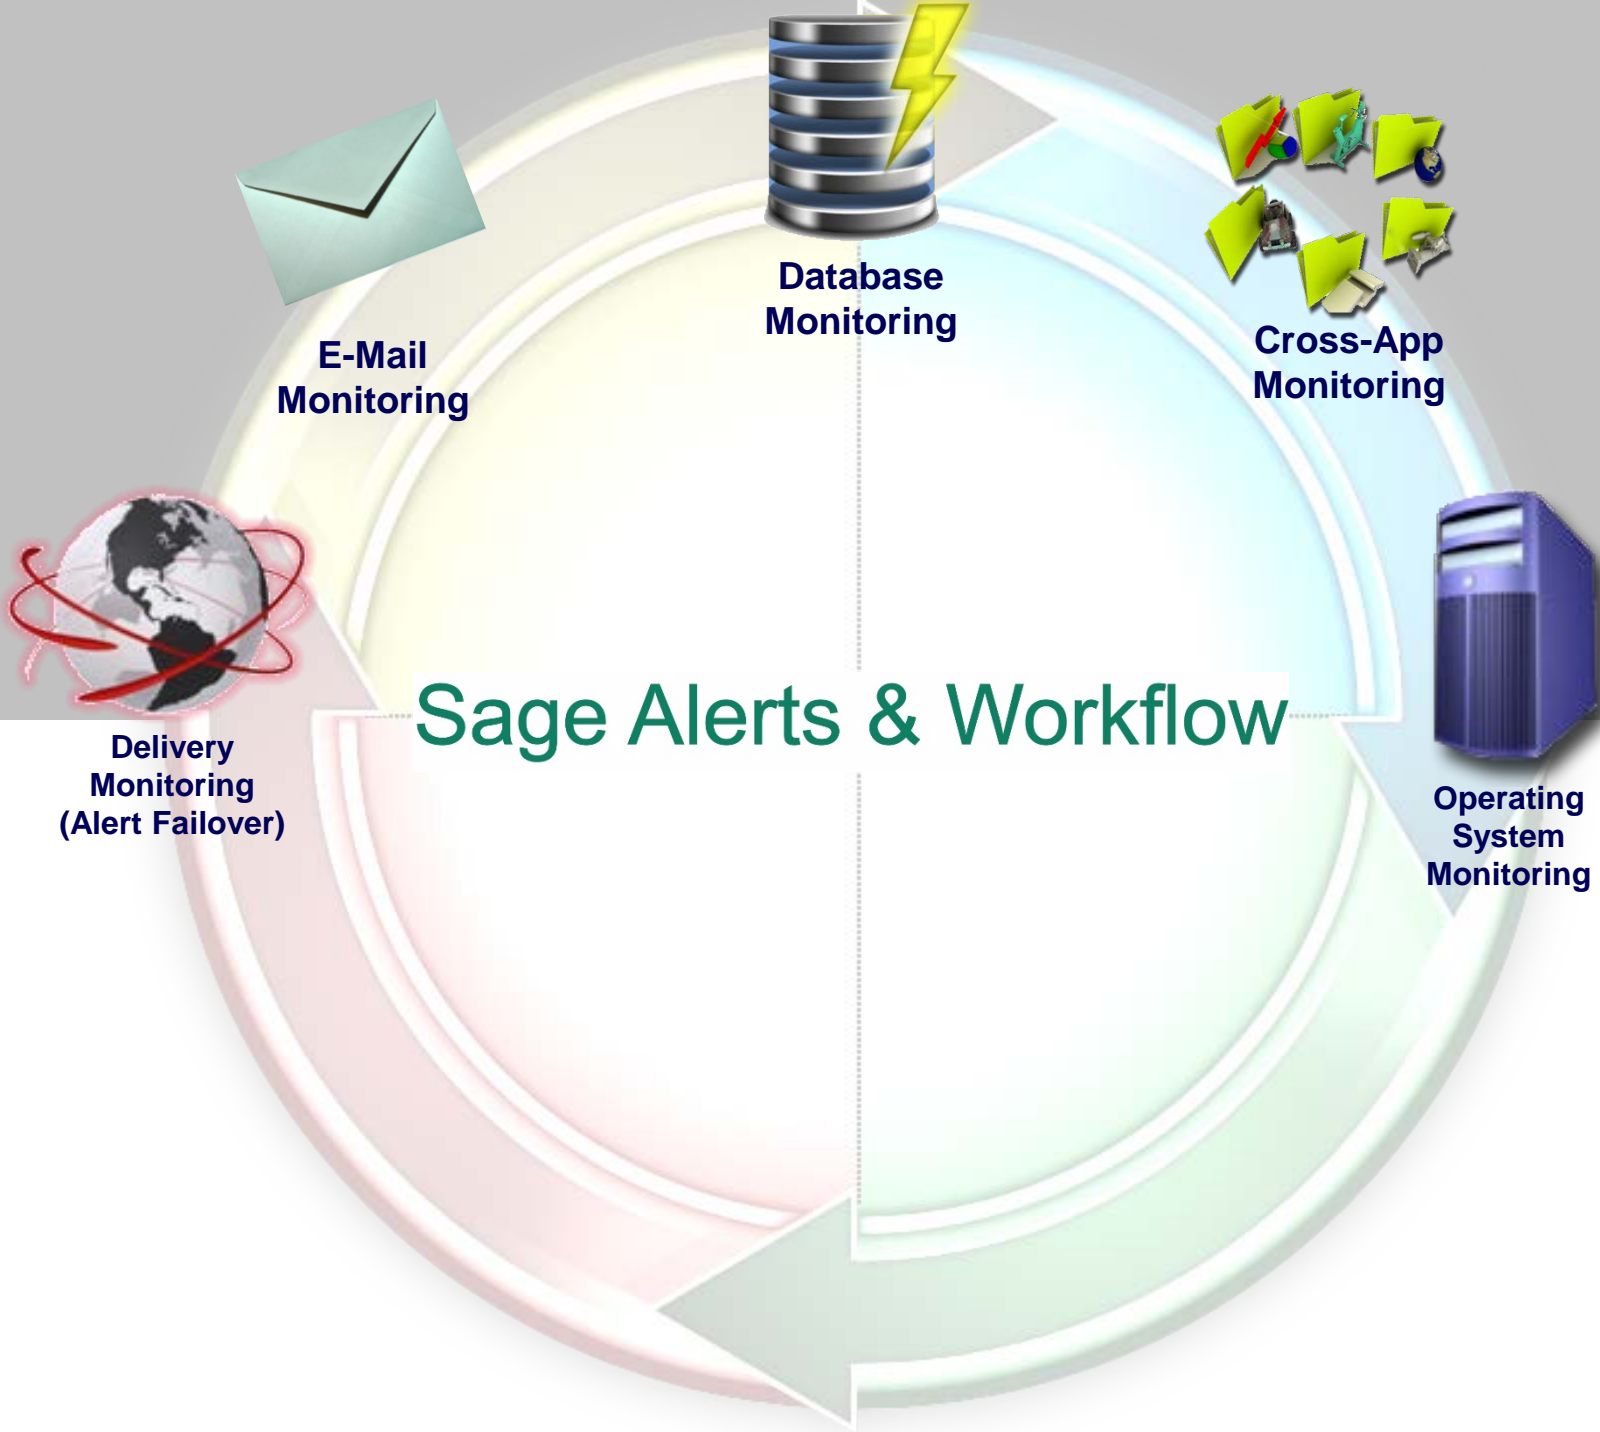 Database
Monitoring
Cross-App
Monitoring
E-Mail
Monitoring
Sage Alerts & Workflow
Delivery
Monitoring
(Alert Failover)
Operating
System
Monitoring